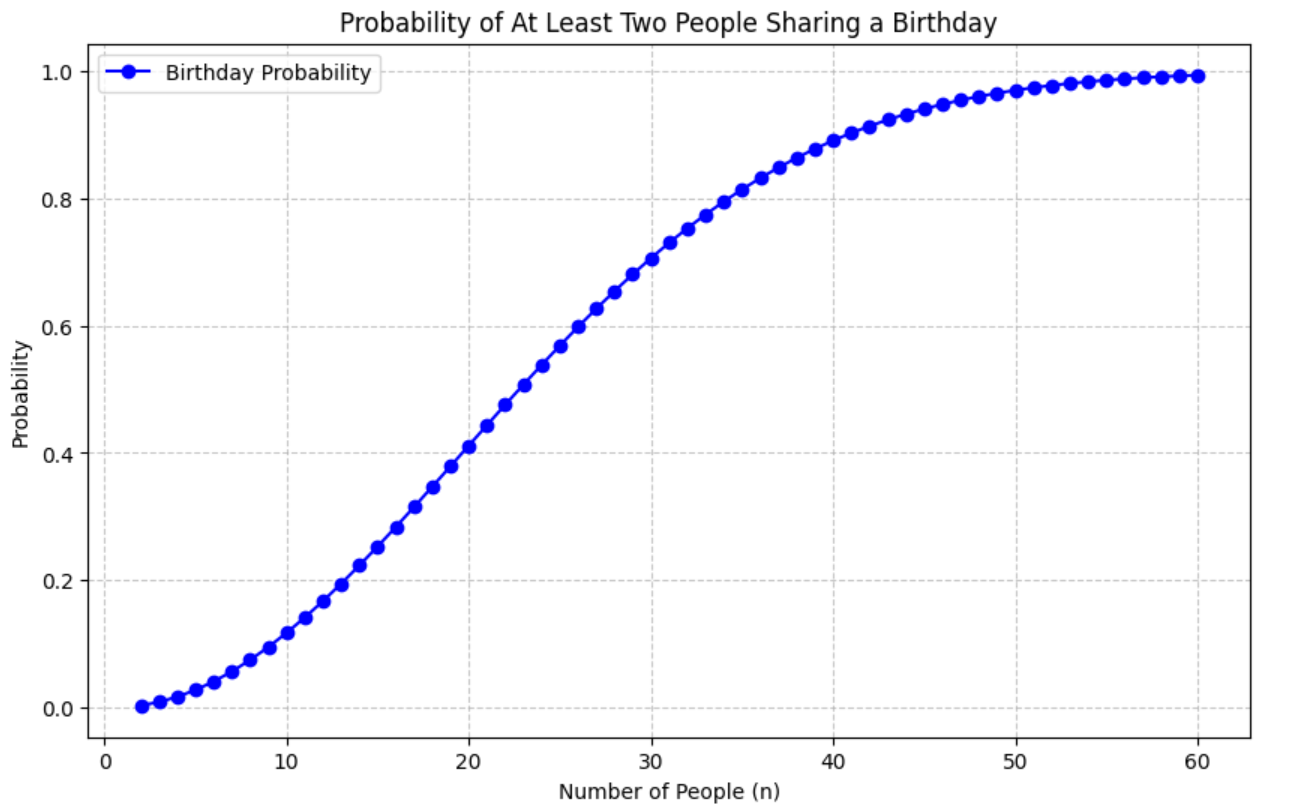 Probability of At Least Two People Sharing a Birthday
Birthday Probability
1.0
0.8
0.6
0.4
0.2
0.0
Probability
0 10 20 30 40 50 60
Number of People (n)